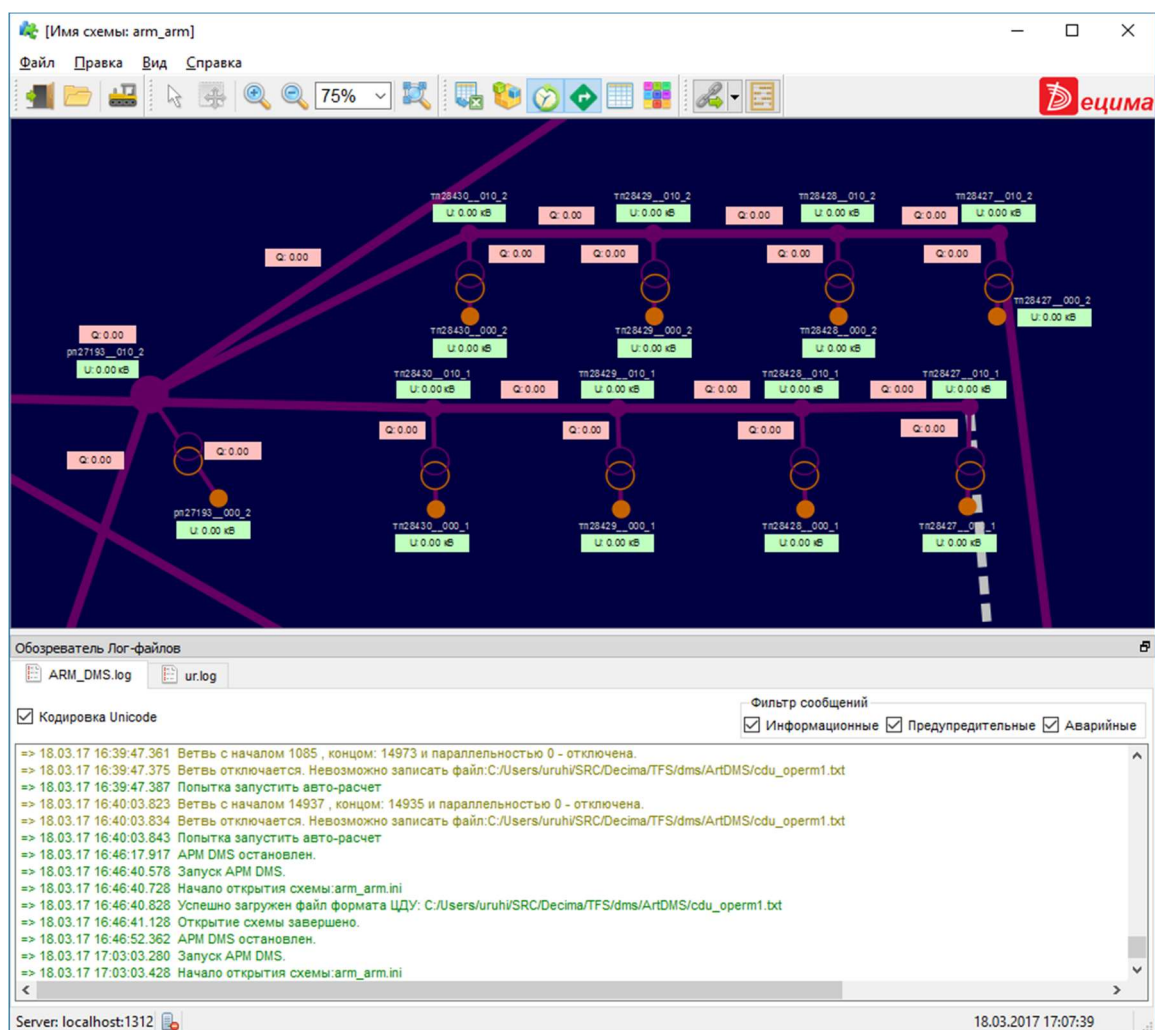 [Имя схемы: arm_arm]
Файл Правка Вид Справка
75%
ецима
тп28430__010_2 тп28429__010_2 тп28428__010_2 тп28427__010_2
U: 0.00 кВ Q: 0.00 U: 0.00 кВ Q: 0.00 U: 0.00 кВ Q: 0.00 U: 0.00 кВ
Q: 0.00 Q: 0.00 Q: 0.00 Q: 0.00 Q: 0.00
тп28427__000_2
U: 0.00 кВ
Q: 0.00
тп28430__000_2 тп28429__000_2 тп28428__000_2
U: 0.00 кВ U: 0.00 кВ U: 0.00 кВ
рп27193__010_2
U: 0.00 кВ
тп28430__010_1 тп28429__010_1 тп28428__010_1 тп28427__010_1
U: 0.00 кВ Q: 0.00 U: 0.00 кВ Q: 0.00 U: 0.00 кВ Q: 0.00 U: 0.00 кВ
Q: 0.00 Q: 0.00 Q: 0.00 Q: 0.00
Q: 0.00 Q: 0.00
рп27193__000_2
U: 0.00 кВ
тп28430__000_1 тп28429__000_1 тп28428__000_1
U: 0.00 кВ U: 0.00 кВ U: 0.00 кВ U: 0.00 кВ
Обозреватель Лог-файлов
ARM_DMS.log ur.log
Кодировка Unicode
Фильтр сообщений
Информационные Предупредительные Аварийные
=> 18.03.17 16:39:47.361 Ветвь с началом 1085 , концом: 14973 и параллельностью 0 - отключена.
=> 18.03.17 16:39:47.375 Ветвь отключается. Невозможно записать файл:C:/Users/uruhi/SRC/Decima/TFS/dms/ArtDMS/cdu_operm1.txt
=> 18.03.17 16:39:47.387 Попытка запустить авто-расчет
=> 18.03.17 16:40:03.823 Ветвь с началом 14937 , концом: 14935 и параллельностью 0 - отключена.
=> 18.03.17 16:40:03.834 Ветвь отключается. Невозможно записать файл:C:/Users/uruhi/SRC/Decima/TFS/dms/ArtDMS/cdu_operm1.txt
=> 18.03.17 16:40:03.843 Попытка запустить авто-расчет
=> 18.03.17 16:46:17.917 АРМ DMS остановлен.
=> 18.03.17 16:46:40.578 Запуск АРМ DMS.
=> 18.03.17 16:46:40.728 Начало открытия схемы:arm_arm.ini
=> 18.03.17 16:46:40.828 Успешно загружен файл формата ЦДУ: C:/Users/uruhi/SRC/Decima/TFS/dms/ArtDMS/cdu_operm1.txt
=> 18.03.17 16:46:41.128 Открытие схемы завершено.
=> 18.03.17 16:46:52.362 АРМ DMS остановлен.
=> 18.03.17 17:03:03.280 Запуск АРМ DMS.
=> 18.03.17 17:03:03.428 Начало открытия схемы:arm_arm.ini
Server: localhost:1312 18.03.2017 17:07:39